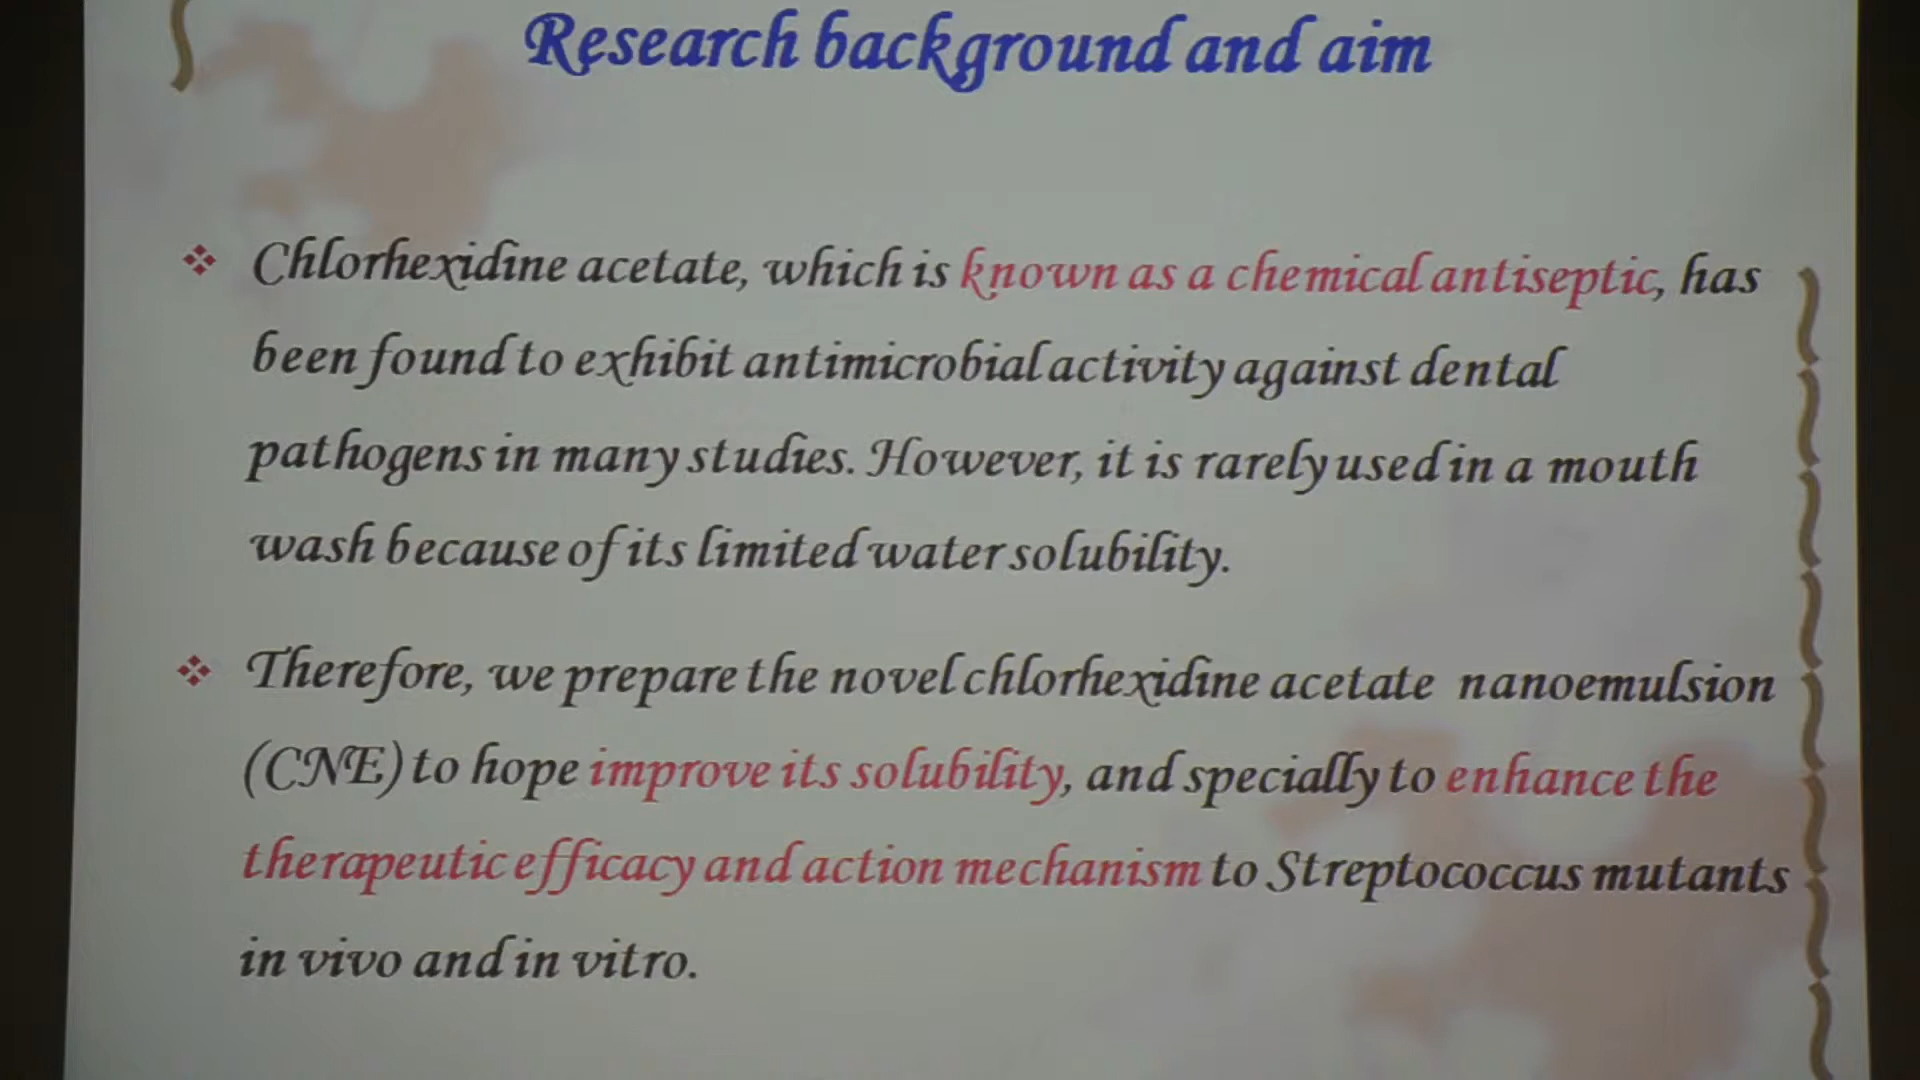 Research background and aim
Chlorhexidine acetate, which is known as a chemical antiseptic, has
been found to exhibit antimicrobial activity against dental
pathogens in many studies. However, it is rarely used in a mouth
wash because of its limited water solubility.
Therefore, we prepare the novel chlorhexidine acetate nanoemulsion
(CNE) to hope improve its solubility, and specially to enhance the
therapeutic efficacy and action mechanism to Streptococcus mutants
in vivo and in vitro.